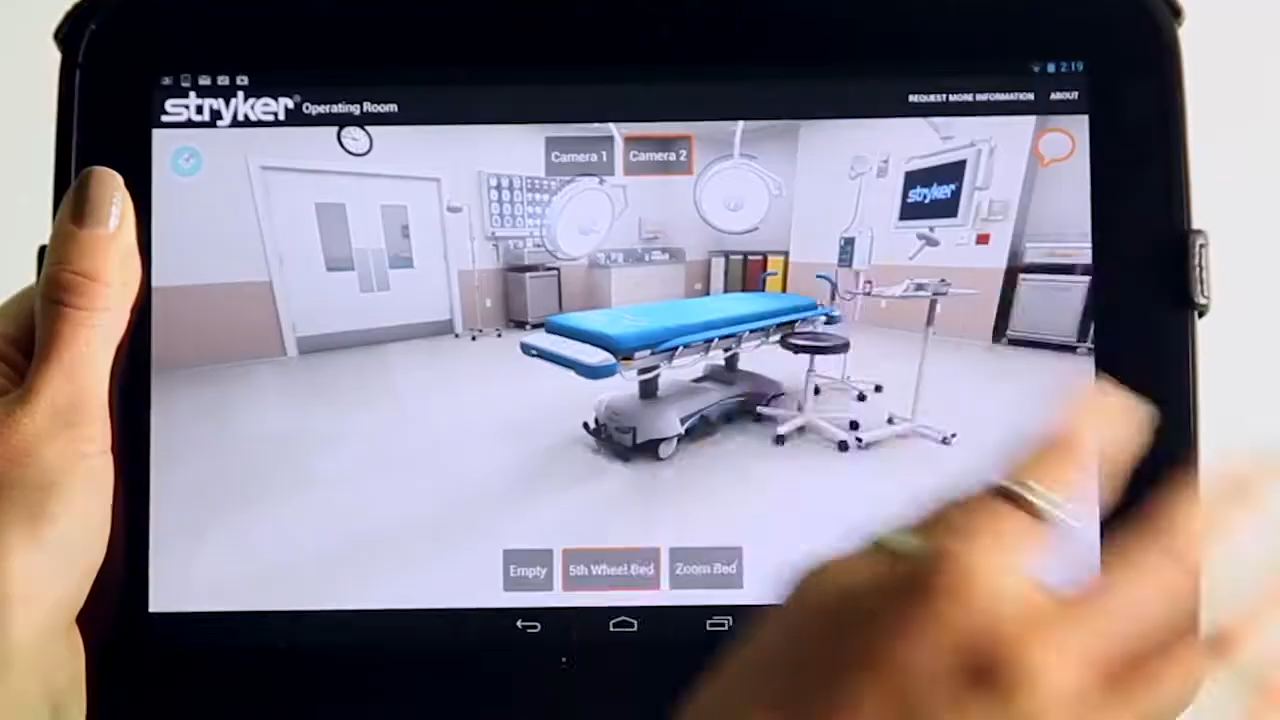 2:19
stryker® Operating Room
REQUEST MORE INFORMATION ABOUT
Camera 1 Camera 2
stryker
Empty 5th Wheel Bed Zoom Bed